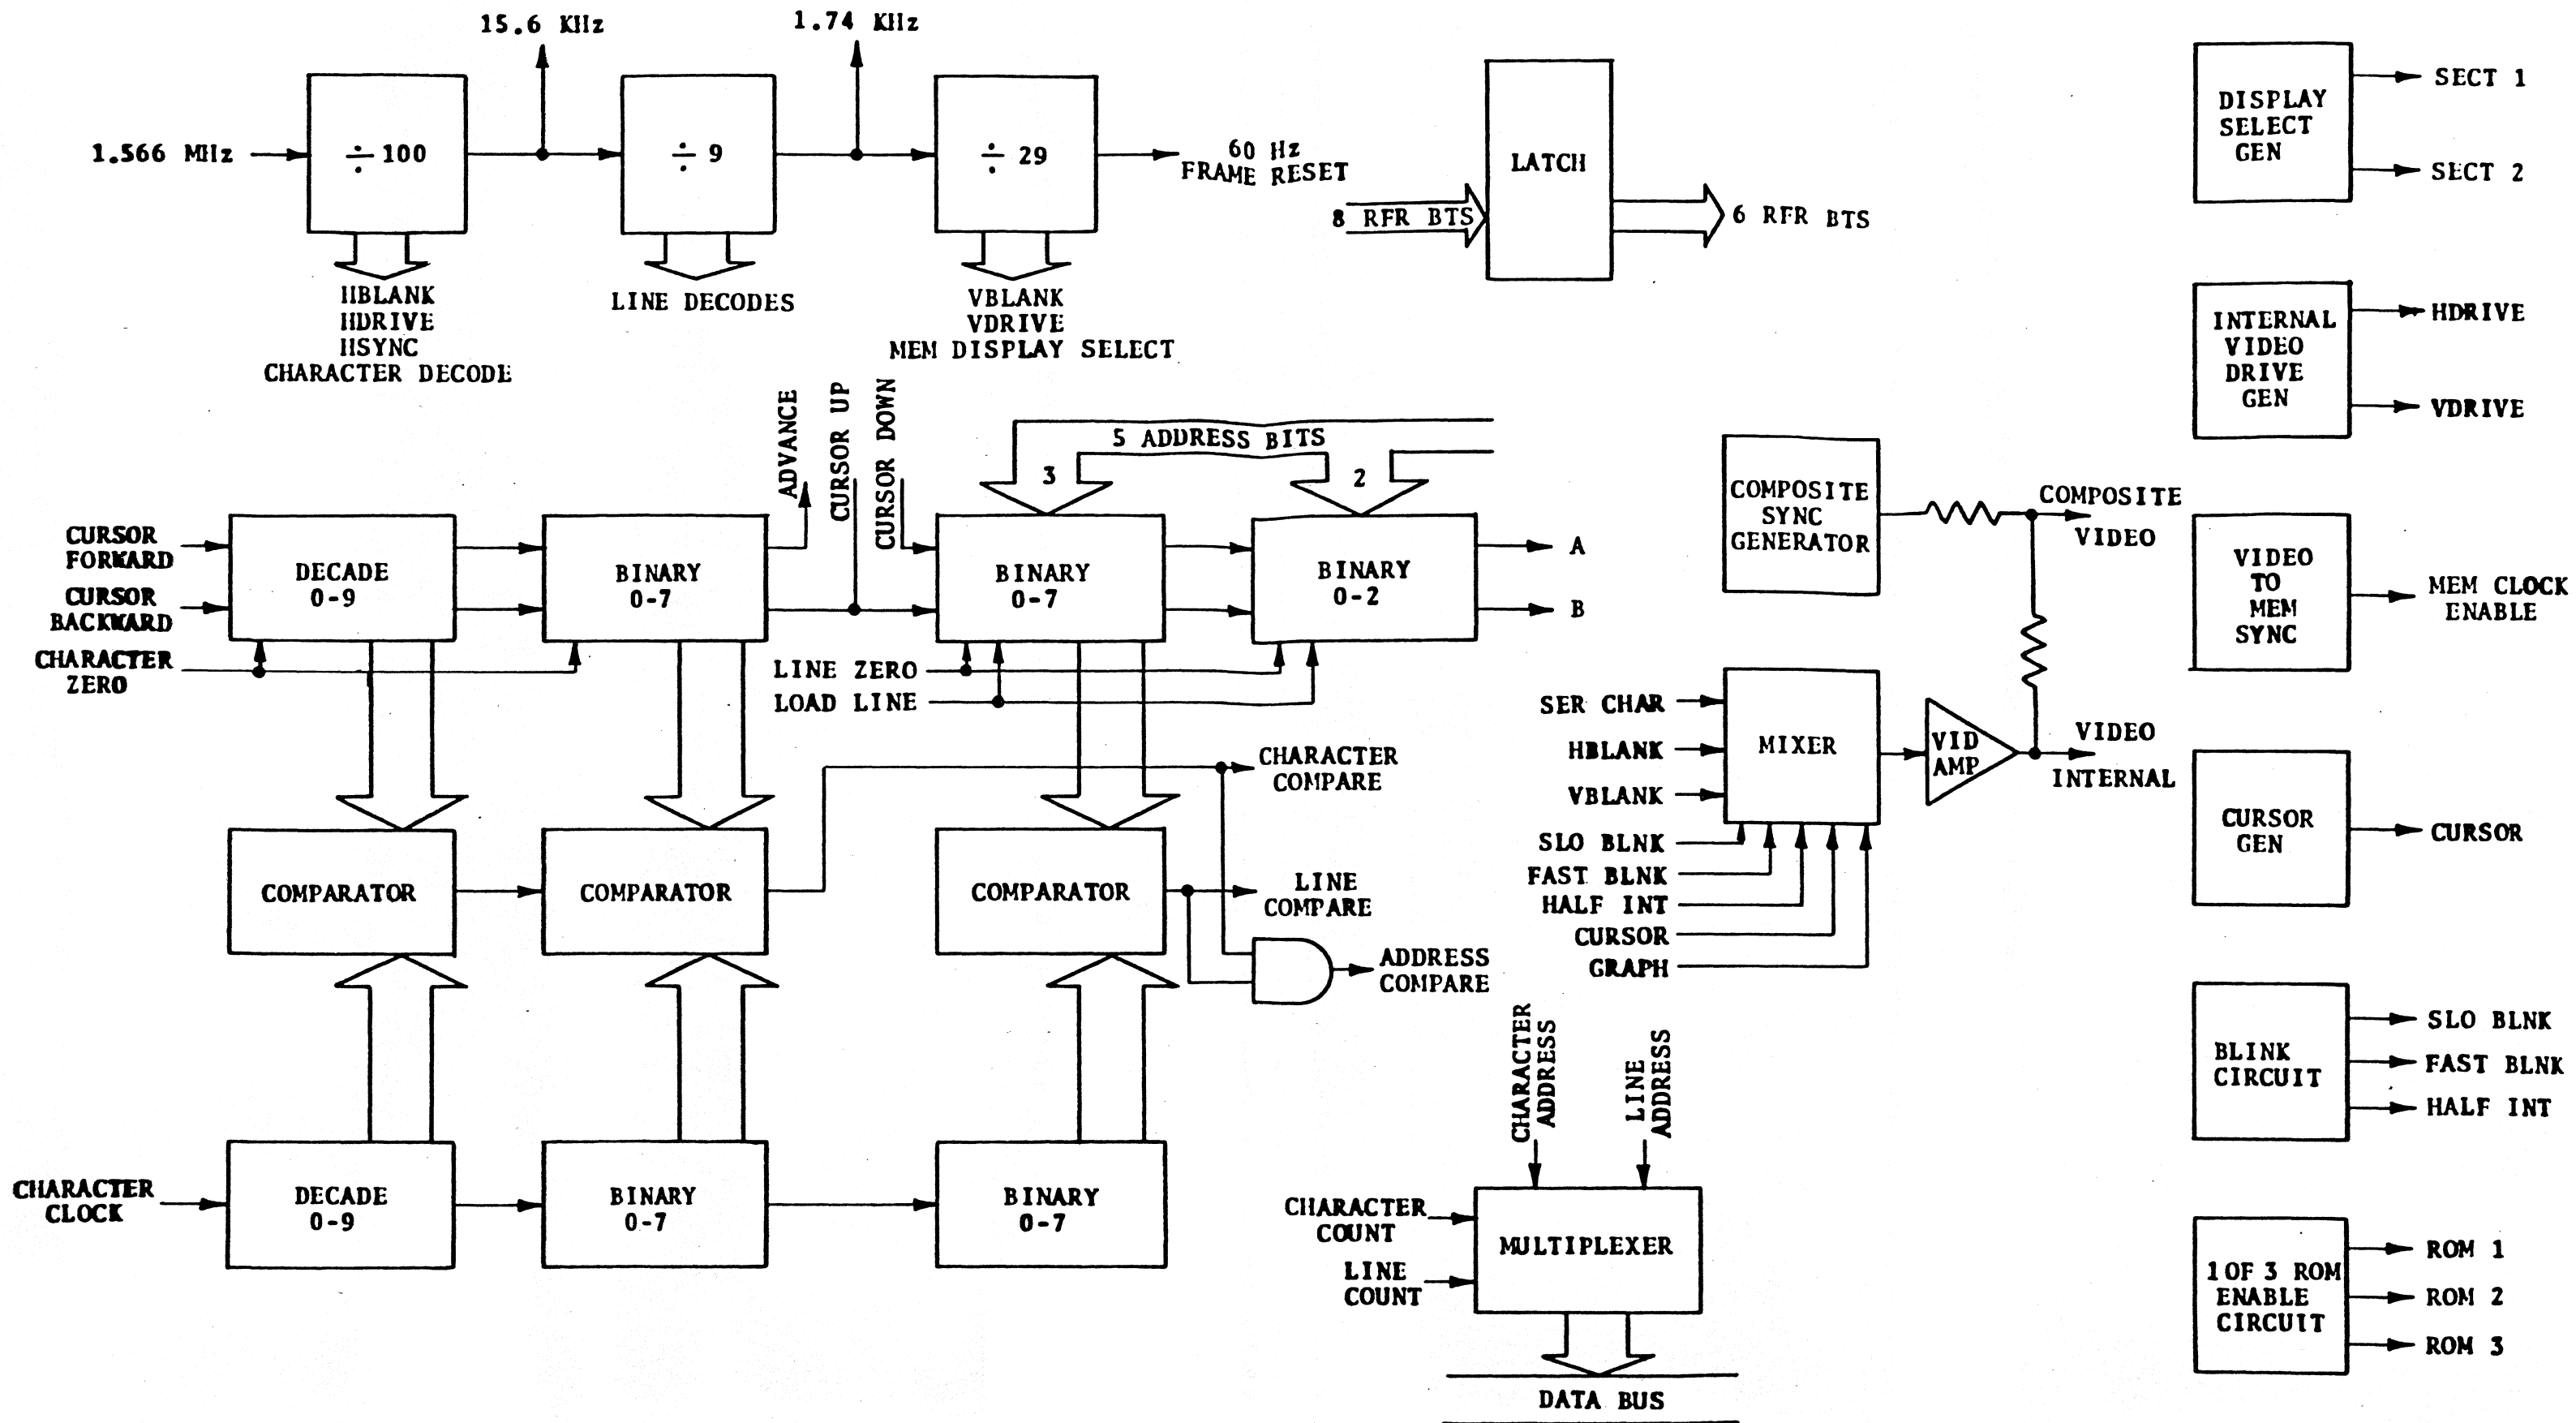 15.6 KHz
1.74 KHz
1.566 MHz
÷ 100
÷ 9
÷ 29
60 Hz
FRAME RESET
HBLANK
HDRIVE
HSYNC
CHARACTER DECODE
LINE DECODES
VBLANK
VDRIVE
MEM DISPLAY SELECT
LATCH
8 RFR BTS
6 RFR BTS
DISPLAY
SELECT
GEN
SECT 1
SECT 2
INTERNAL
VIDEO
DRIVE
GEN
HDRIVE
VDRIVE
ADVANCE
CURSOR UP
CURSOR DOWN
5 ADDRESS BITS
3
2
CURSOR
FORWARD
CURSOR
BACKWARD
CHARACTER
ZERO
DECADE
0-9
BINARY
0-7
BINARY
0-7
BINARY
0-2
A
B
LINE ZERO
LOAD LINE
COMPOSITE
SYNC
GENERATOR
COMPOSITE
VIDEO
VIDEO
TO
MEM
SYNC
MEM CLOCK
ENABLE
SER CHAR
HBLANK
VBLANK
SLO BLNK
FAST BLNK
HALF INT
CURSOR
GRAPH
MIXER
VID
AMP
VIDEO
INTERNAL
CURSOR
GEN
CURSOR
CHARACTER
COMPARE
COMPARATOR
COMPARATOR
COMPARATOR
LINE
COMPARE
ADDRESS
COMPARE
BLINK
CIRCUIT
SLO BLNK
FAST BLNK
HALF INT
CHARACTER
CLOCK
DECADE
0-9
BINARY
0-7
BINARY
0-7
CHARACTER
ADDRESS
LINE
ADDRESS
CHARACTER
COUNT
LINE
COUNT
MULTIPLEXER
DATA BUS
1 OF 3 ROM
ENABLE
CIRCUIT
ROM 1
ROM 2
ROM 3